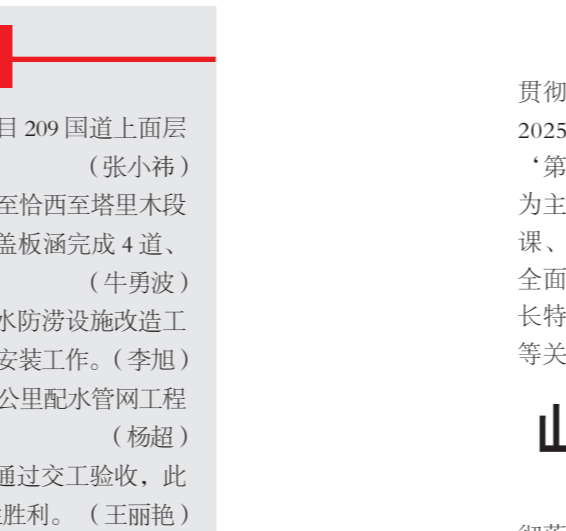 目 209 国道上面层
（张小祎）
至恰西至塔里木段
盖板涵完成 4 道、
（牛勇波）
水防涝设施改造工
安装工作。（李旭）
公里配水管网工程
（杨超）
通过交工验收，此
胜利。（王丽艳）
贯彻
2025
‘第
为主
课、
全面
长特
等关
山